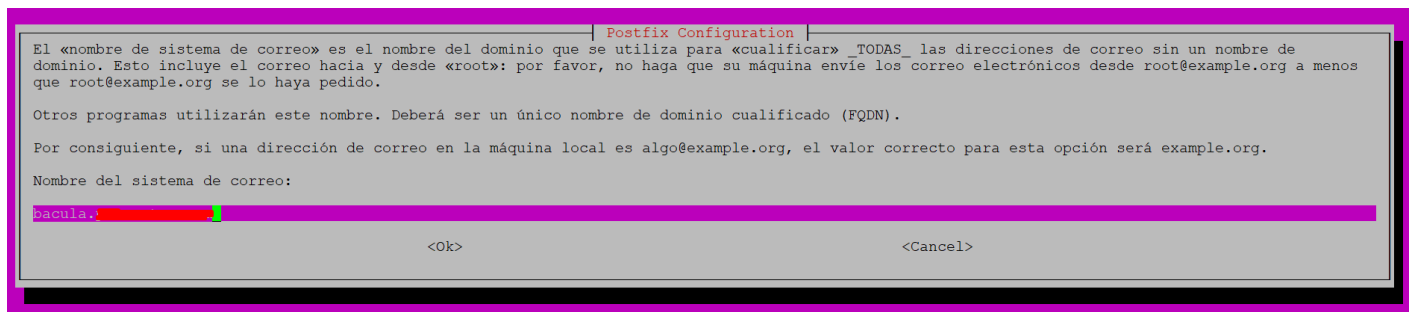 Postfix Configuration
El «nombre de sistema de correo» es el nombre del dominio que se utiliza para «cualificar» _TODAS_ las direcciones de correo sin un nombre de
dominio. Esto incluye el correo hacia y desde «root»: por favor, no haga que su máquina envíe los correo electrónicos desde root@example.org a menos
que root@example.org se lo haya pedido.
Otros programas utilizarán este nombre. Deberá ser un único nombre de dominio cualificado (FQDN).
Por consiguiente, si una dirección de correo en la máquina local es algo@example.org, el valor correcto para esta opción será example.org.
Nombre del sistema de correo:
bacula.
<Ok> <Cancel>